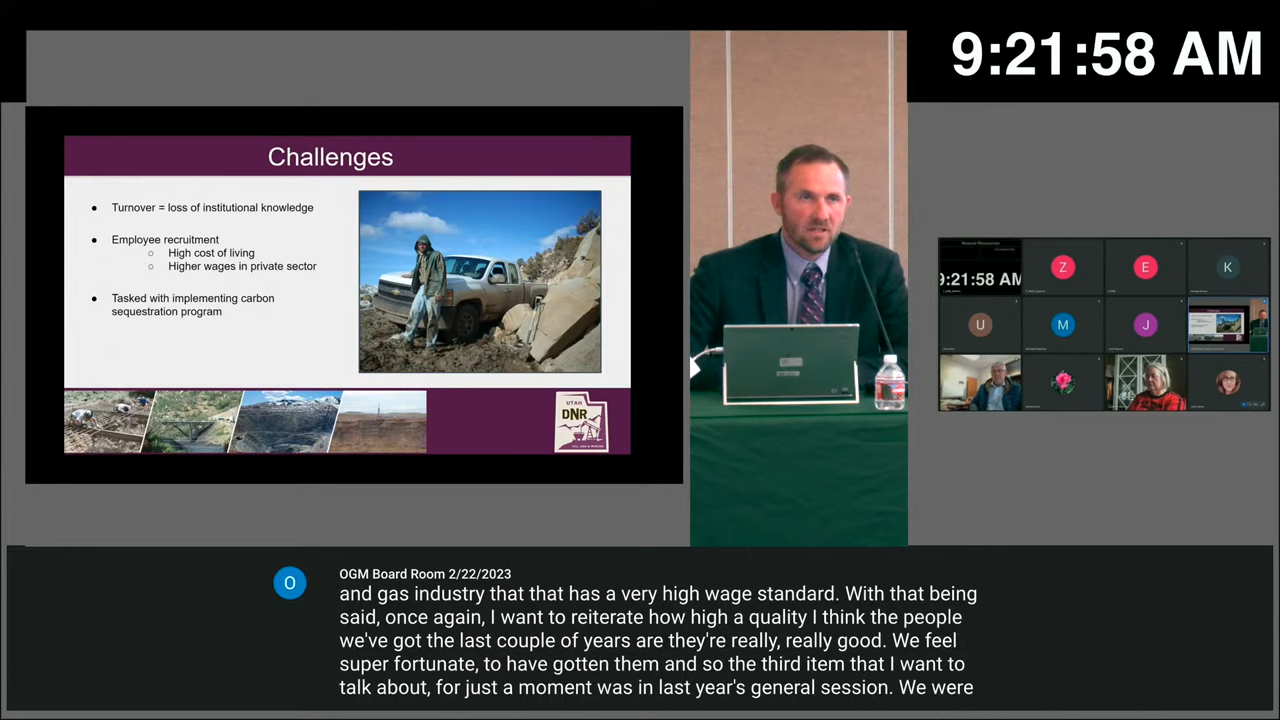 9:21:58 AM
Challenges
● Turnover = loss of institutional knowledge
● Employee recruitment
○ High cost of living
○ Higher wages in private sector
● Tasked with implementing carbon
sequestration program
UTAH
DNR
OIL, GAS & MINING
Natural Resources
9:21:58 AM
Z
E
K
U
M
J
O
OGM Board Room 2/22/2023
and gas industry that that has a very high wage standard. With that being
said, once again, I want to reiterate how high a quality I think the people
we've got the last couple of years are they're really, really good. We feel
super fortunate, to have gotten them and so the third item that I want to
talk about, for just a moment was in last year's general session. We were